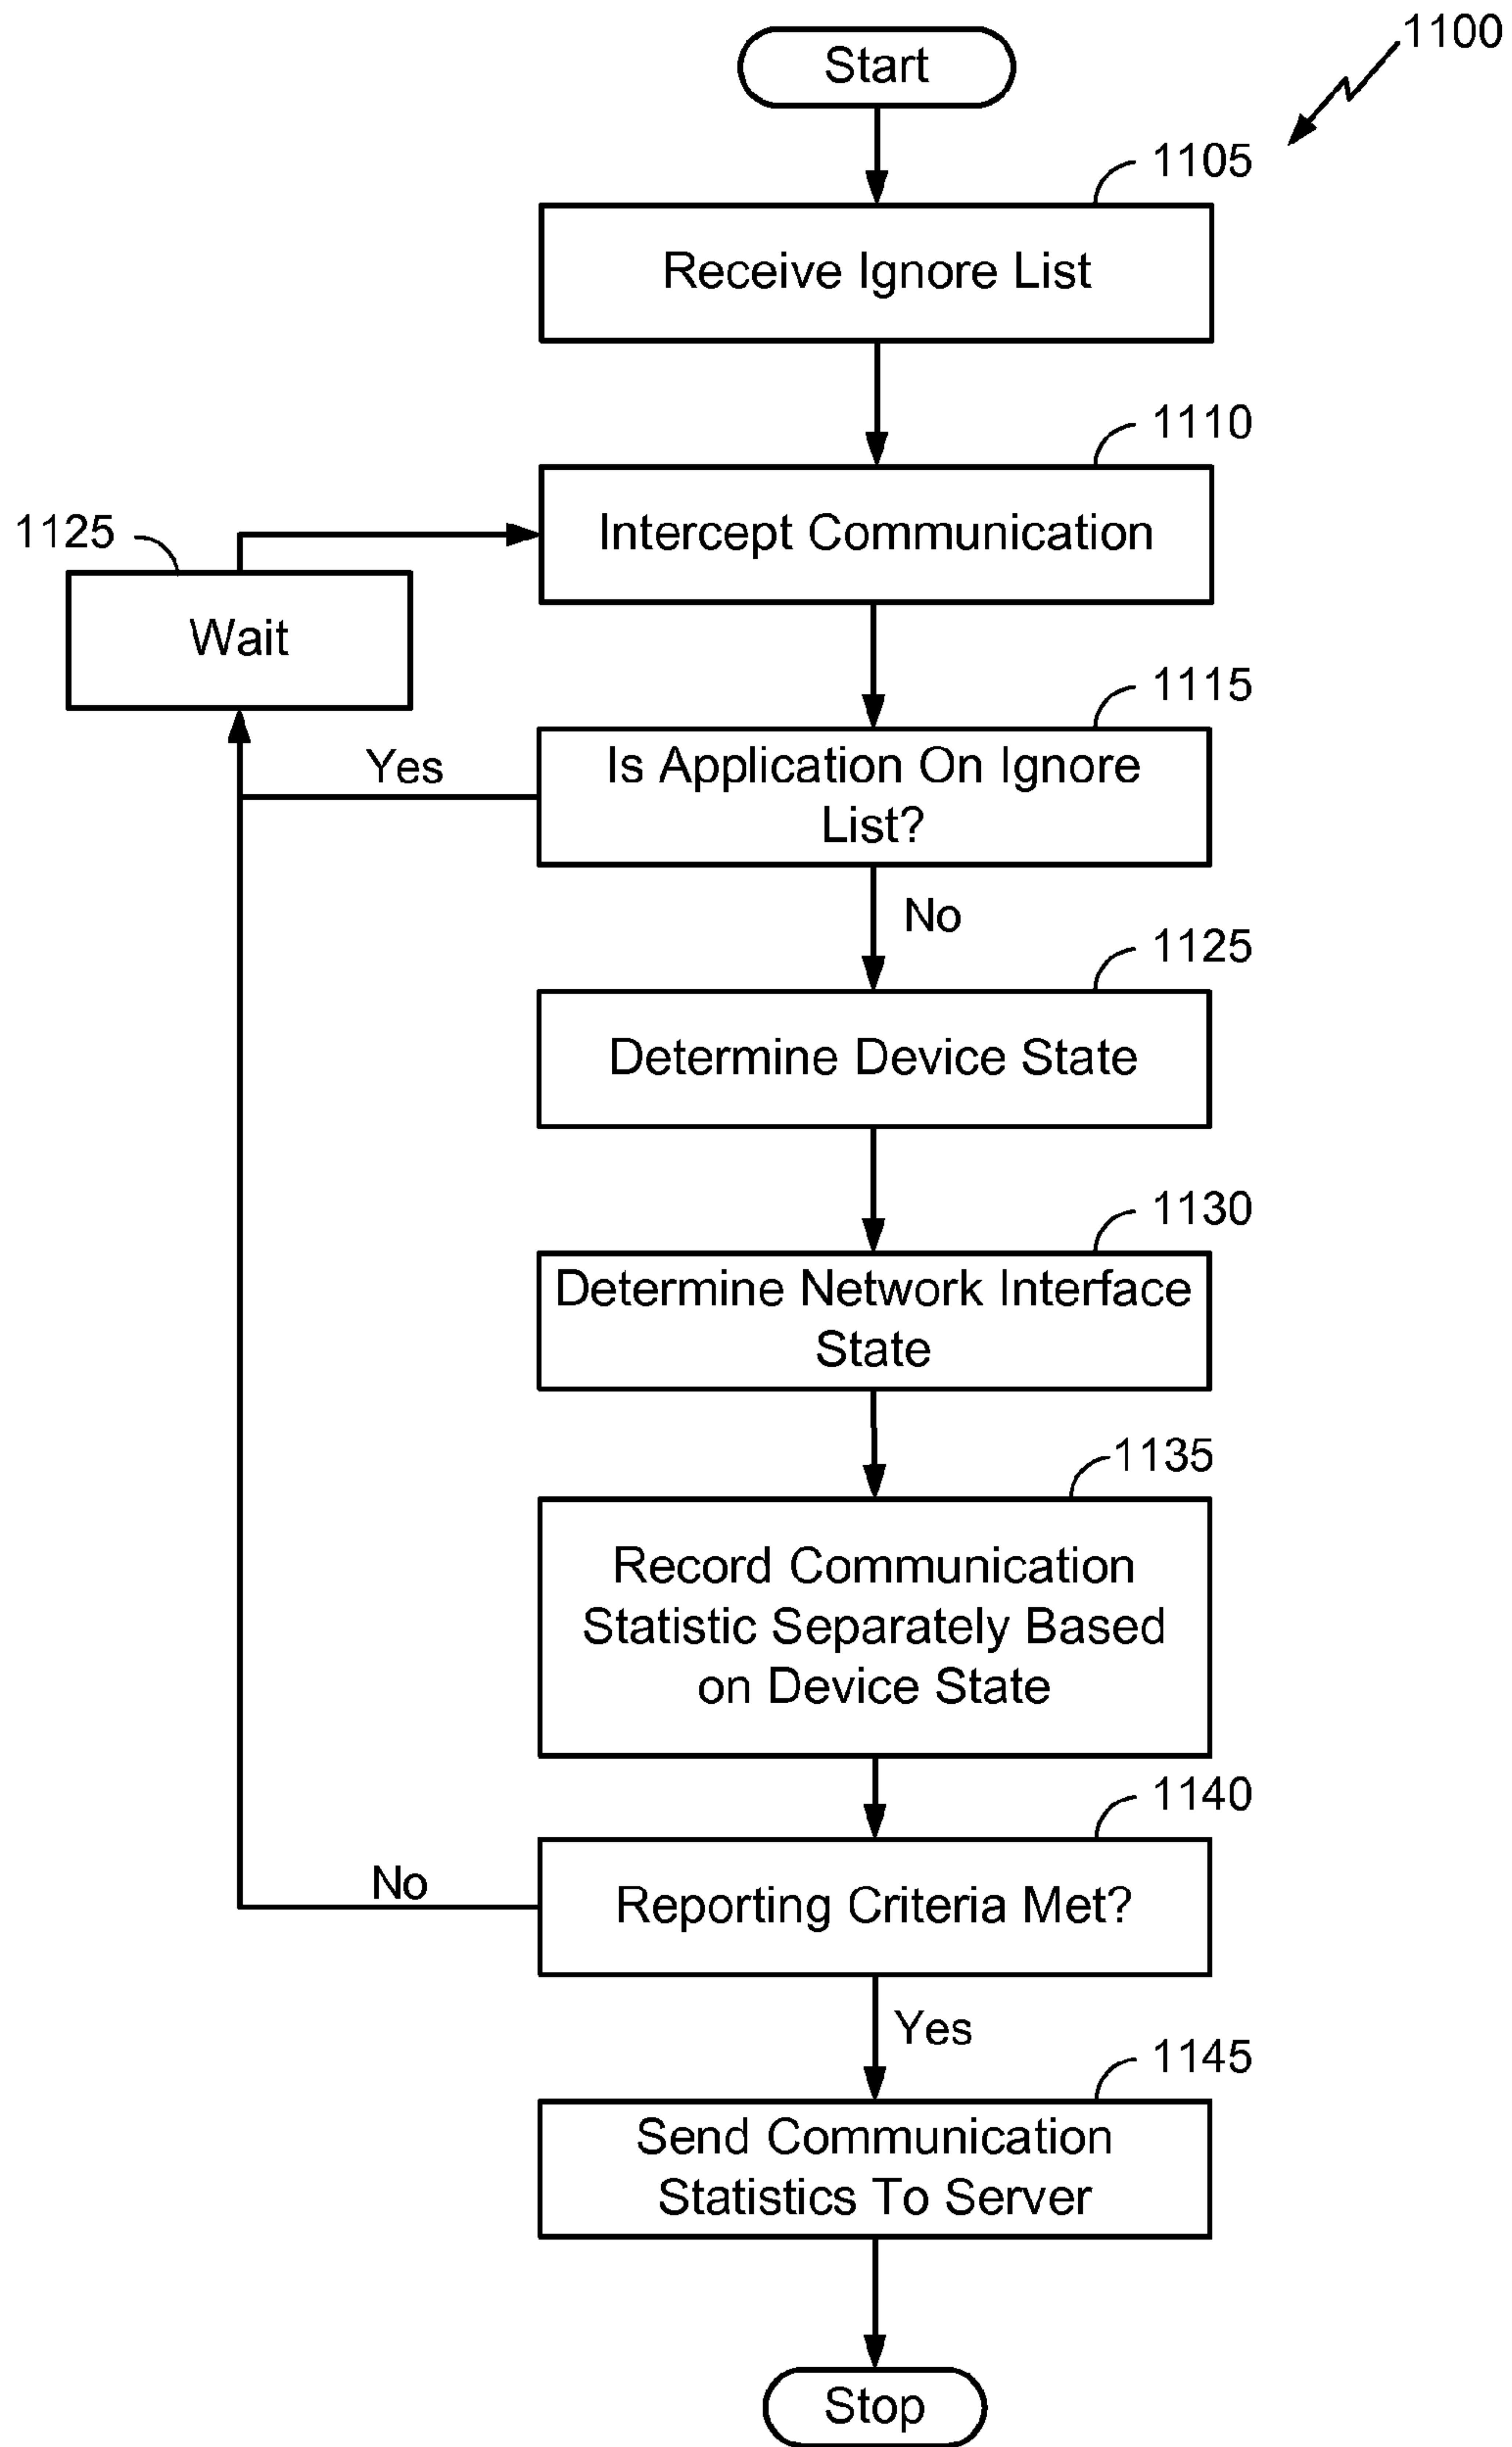 1100
Start
1105
Receive Ignore List
1110
Intercept Communication
1125
Wait
1115
Is Application On Ignore
List?
Yes
No
1125
Determine Device State
1130
Determine Network Interface
State
1135
Record Communication
Statistic Separately Based
on Device State
1140
Reporting Criteria Met?
No
Yes
1145
Send Communication
Statistics To Server
Stop